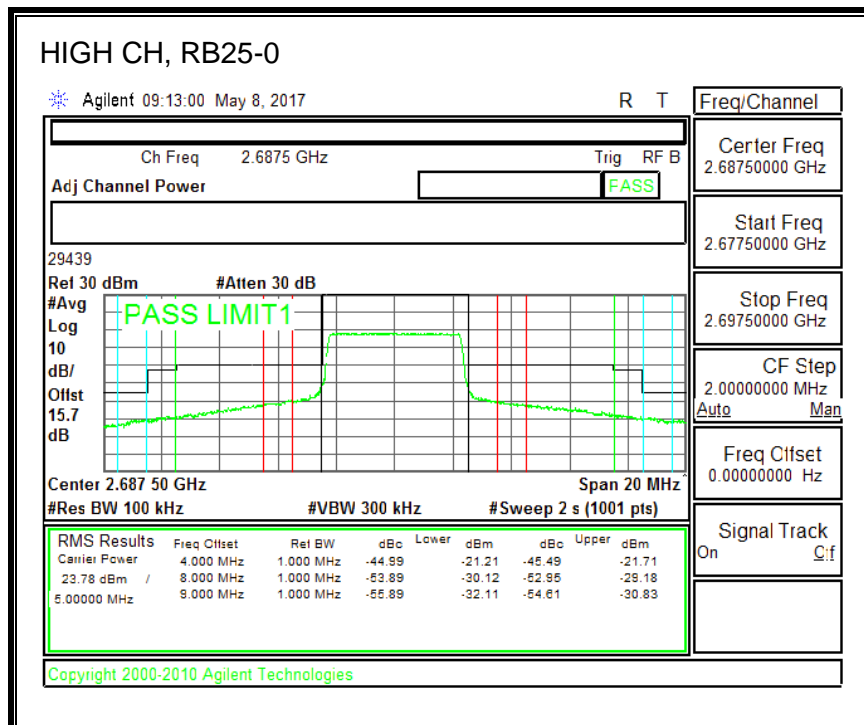 HIGH CH, RB25-0
Agilent 09:13:00 May 8, 2017 R T
Freq/Channel
Ch Freq 2.6875 GHz Trig RF B
Adj Channel Power
PASS
Center Freq
2.68750000 GHz
Start Freq
2.67750000 GHz
29439
Ref 30 dBm #Atten 30 dB
#Avg
Log
10
dB/
Offst
15.7
dB
PASS LIMIT1
Stop Freq
2.69750000 GHz
CF Step
2.00000000 MHz
Auto Man
Freq Offset
0.00000000 Hz
Center 2.687 50 GHz Span 20 MHz^
#Res BW 100 kHz #VBW 300 kHz #Sweep 2 s (1001 pts)
Signal Track
On Off
RMS Results Freq Offset Ref BW dBc Lower dBm dBc Upper dBm
Carrier Power 4.000 MHz 1.000 MHz -44.99 -21.21 -45.49 -21.71
23.78 dBm / 8.000 MHz 1.000 MHz -53.89 -30.12 -52.95 -29.18
5.00000 MHz 9.000 MHz 1.000 MHz -55.89 -32.11 -54.61 -30.83
Copyright 2000-2010 Agilent Technologies